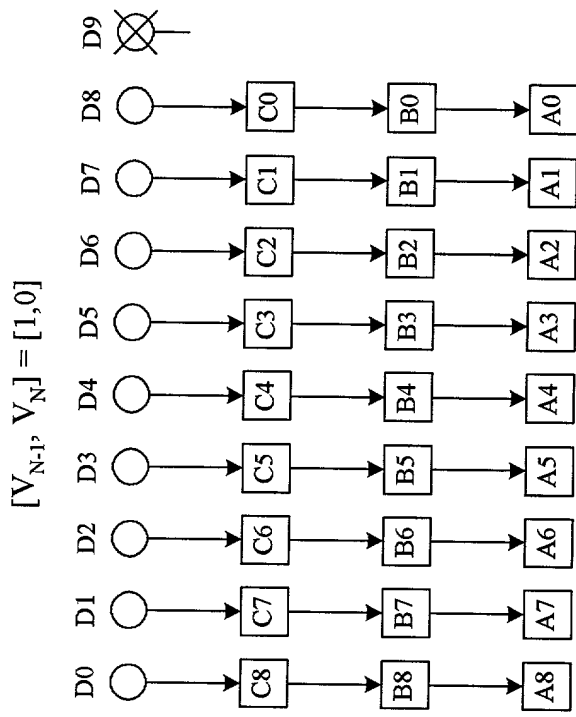 [V_{N-1}, V_N] = [1,0]
D0 D1 D2 D3 D4 D5 D6 D7 D8 D9
C8 C7 C6 C5 C4 C3 C2 C1 C0
B8 B7 B6 B5 B4 B3 B2 B1 B0
A8 A7 A6 A5 A4 A3 A2 A1 A0